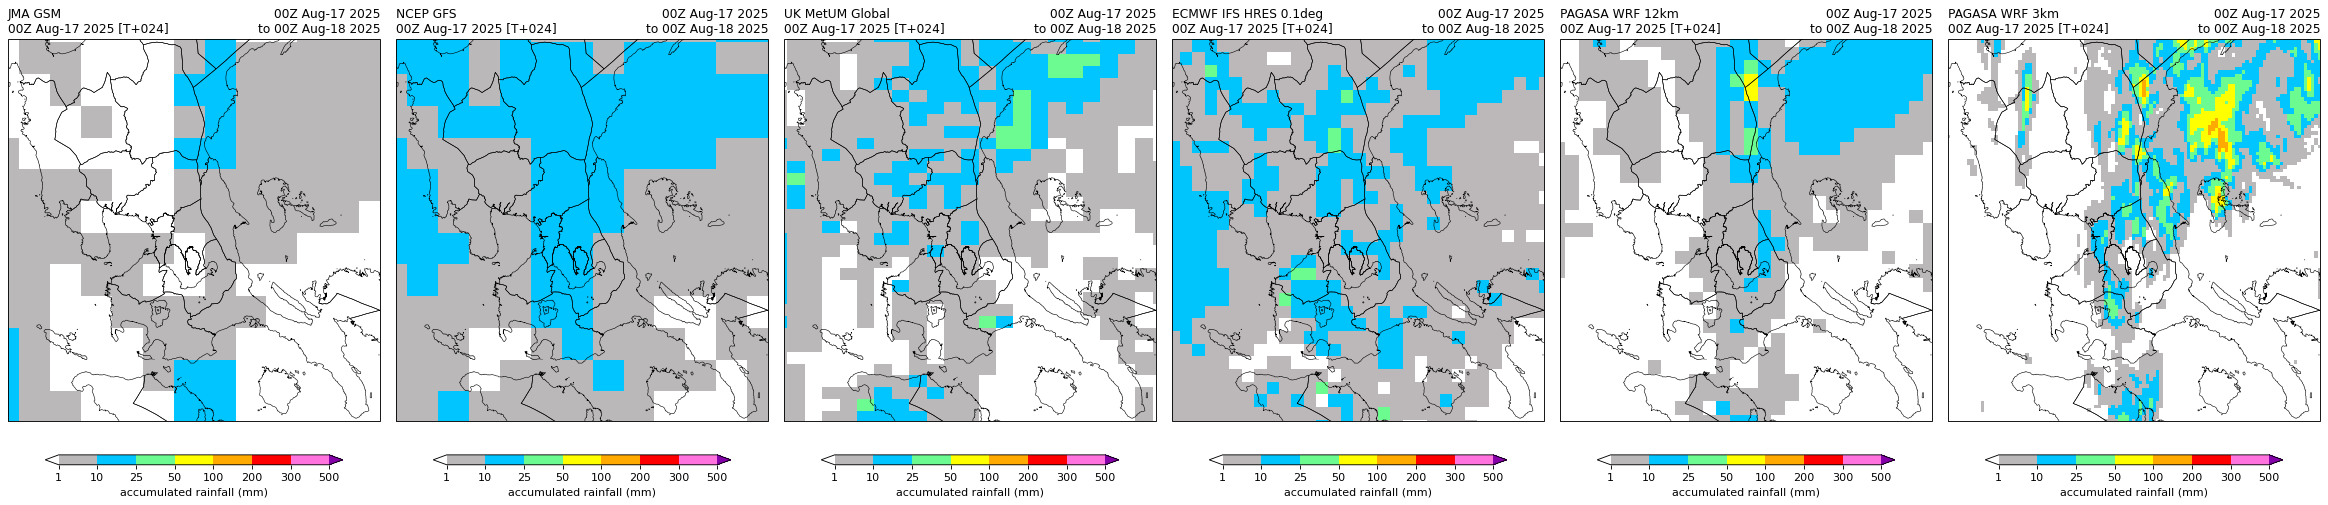 JMA GSM 00Z Aug-17 2025
00Z Aug-17 2025 [T+024] to 00Z Aug-18 2025
1 10 25 50 100 200 300 500
accumulated rainfall (mm)
NCEP GFS 00Z Aug-17 2025
00Z Aug-17 2025 [T+024] to 00Z Aug-18 2025
1 10 25 50 100 200 300 500
accumulated rainfall (mm)
UK MetUM Global 00Z Aug-17 2025
00Z Aug-17 2025 [T+024] to 00Z Aug-18 2025
1 10 25 50 100 200 300 500
accumulated rainfall (mm)
ECMWF IFS HRES 0.1deg 00Z Aug-17 2025
00Z Aug-17 2025 [T+024] to 00Z Aug-18 2025
1 10 25 50 100 200 300 500
accumulated rainfall (mm)
PAGASA WRF 12km 00Z Aug-17 2025
00Z Aug-17 2025 [T+024] to 00Z Aug-18 2025
1 10 25 50 100 200 300 500
accumulated rainfall (mm)
PAGASA WRF 3km 00Z Aug-17 2025
00Z Aug-17 2025 [T+024] to 00Z Aug-18 2025
1 10 25 50 100 200 300 500
accumulated rainfall (mm)